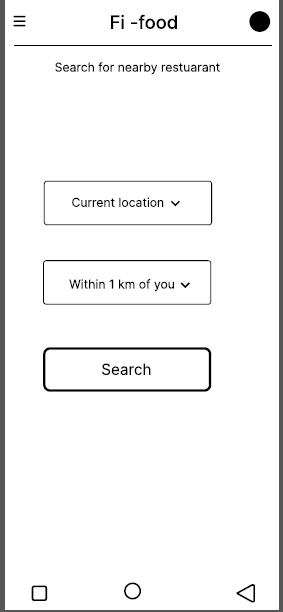 Fi -food
Search for nearby restuarant
Current location
Within 1 km of you
Search